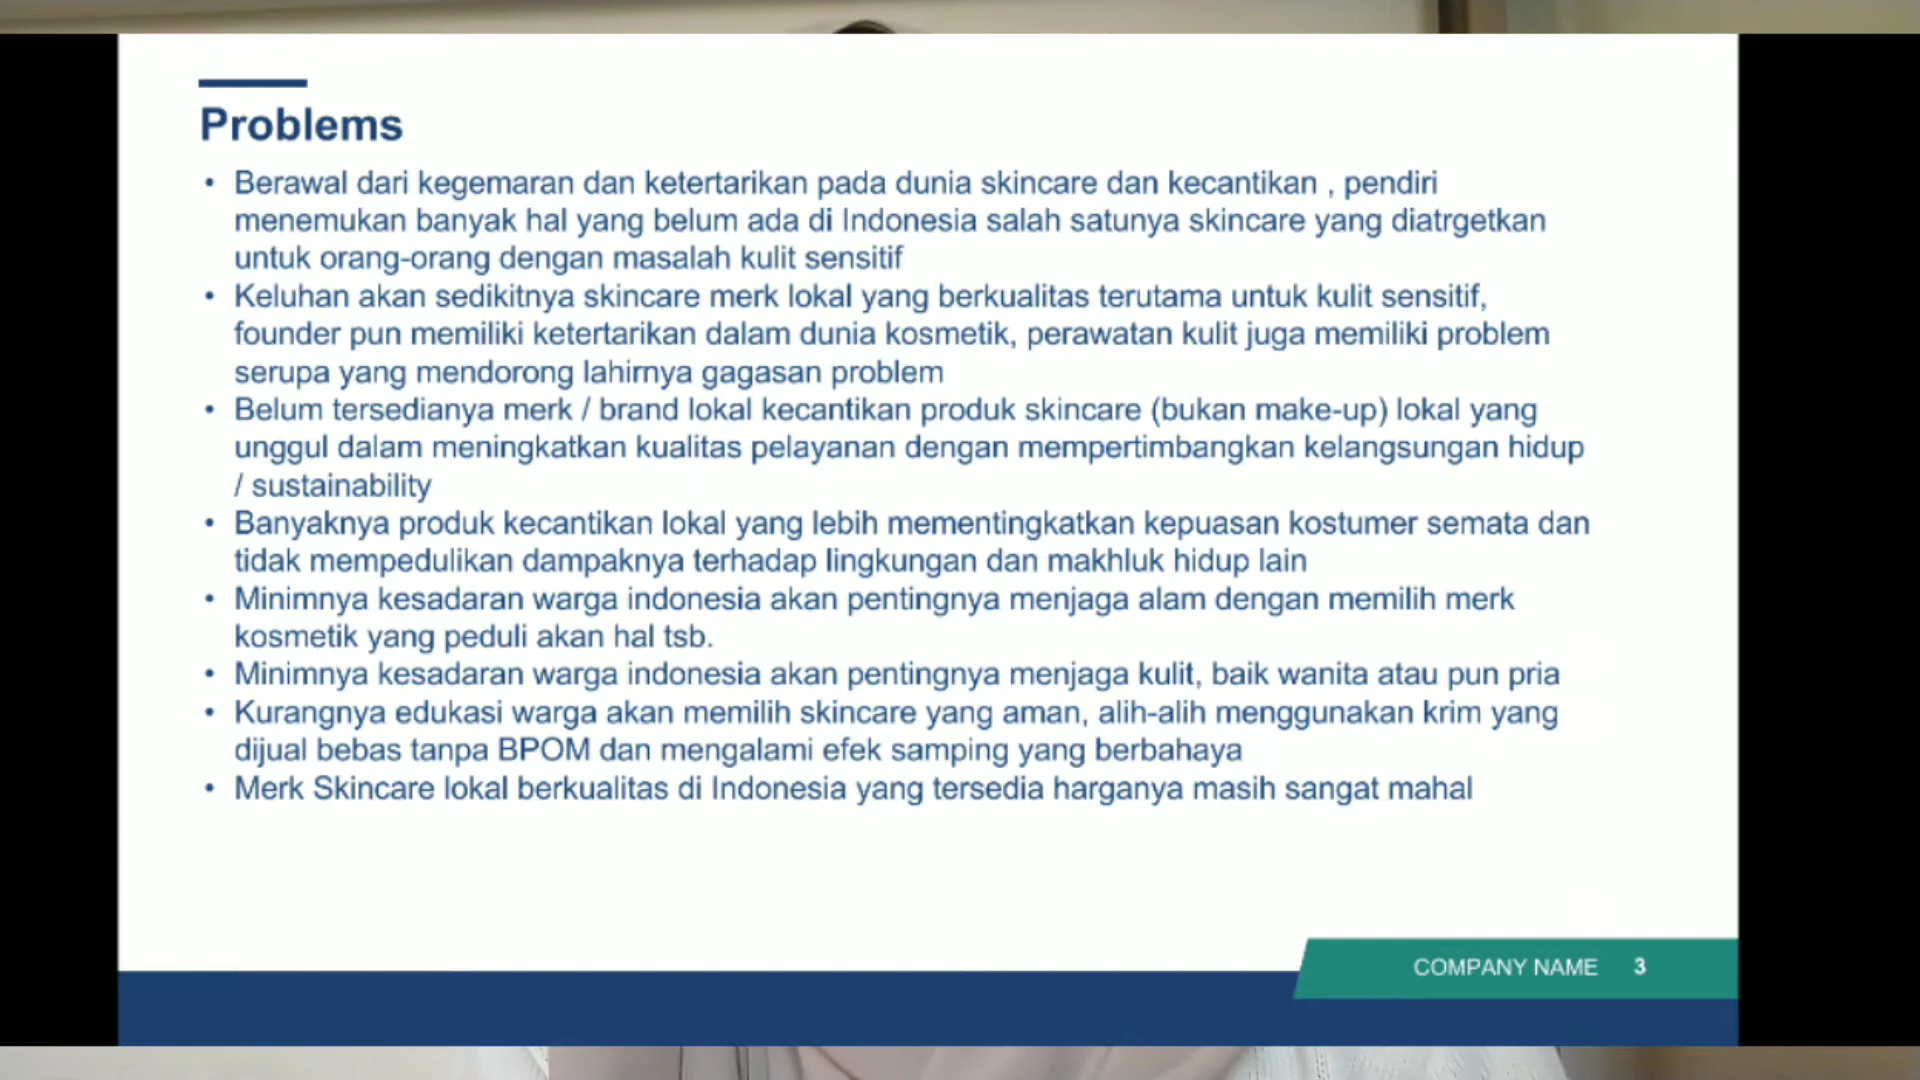 Problems
• Berawal dari kegemaran dan ketertarikan pada dunia skincare dan kecantikan , pendiri
menemukan banyak hal yang belum ada di Indonesia salah satunya skincare yang diatrgetkan
untuk orang-orang dengan masalah kulit sensitif
• Keluhan akan sedikitnya skincare merk lokal yang berkualitas terutama untuk kulit sensitif,
founder pun memiliki ketertarikan dalam dunia kosmetik, perawatan kulit juga memiliki problem
serupa yang mendorong lahirnya gagasan problem
• Belum tersedianya merk / brand lokal kecantikan produk skincare (bukan make-up) lokal yang
unggul dalam meningkatkan kualitas pelayanan dengan mempertimbangkan kelangsungan hidup
/ sustainability
• Banyaknya produk kecantikan lokal yang lebih mementingkatkan kepuasan kostumer semata dan
tidak mempedulikan dampaknya terhadap lingkungan dan makhluk hidup lain
• Minimnya kesadaran warga indonesia akan pentingnya menjaga alam dengan memilih merk
kosmetik yang peduli akan hal tsb.
• Minimnya kesadaran warga indonesia akan pentingnya menjaga kulit, baik wanita atau pun pria
• Kurangnya edukasi warga akan memilih skincare yang aman, alih-alih menggunakan krim yang
dijual bebas tanpa BPOM dan mengalami efek samping yang berbahaya
• Merk Skincare lokal berkualitas di Indonesia yang tersedia harganya masih sangat mahal
COMPANY NAME 3